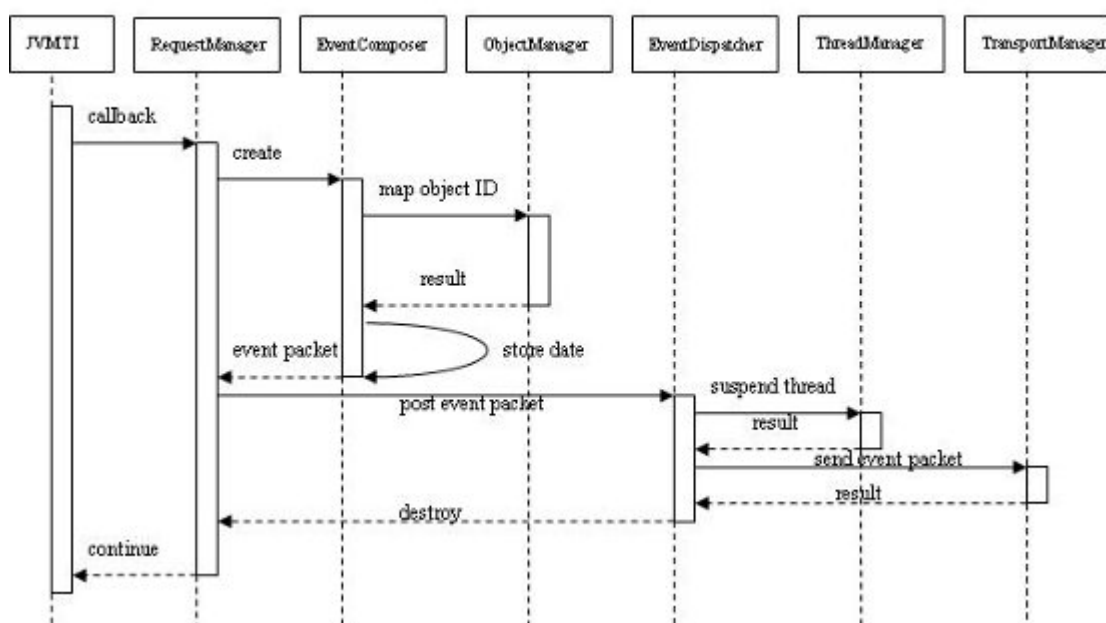 JVMTI
RequestManager
EventComposer
ObjectManager
EventDispatcher
ThreadManager
TransportManager
callback
create
map object ID
result
store date
event packet
suspend thread
post event packet
result
send event packet
result
destroy
continue